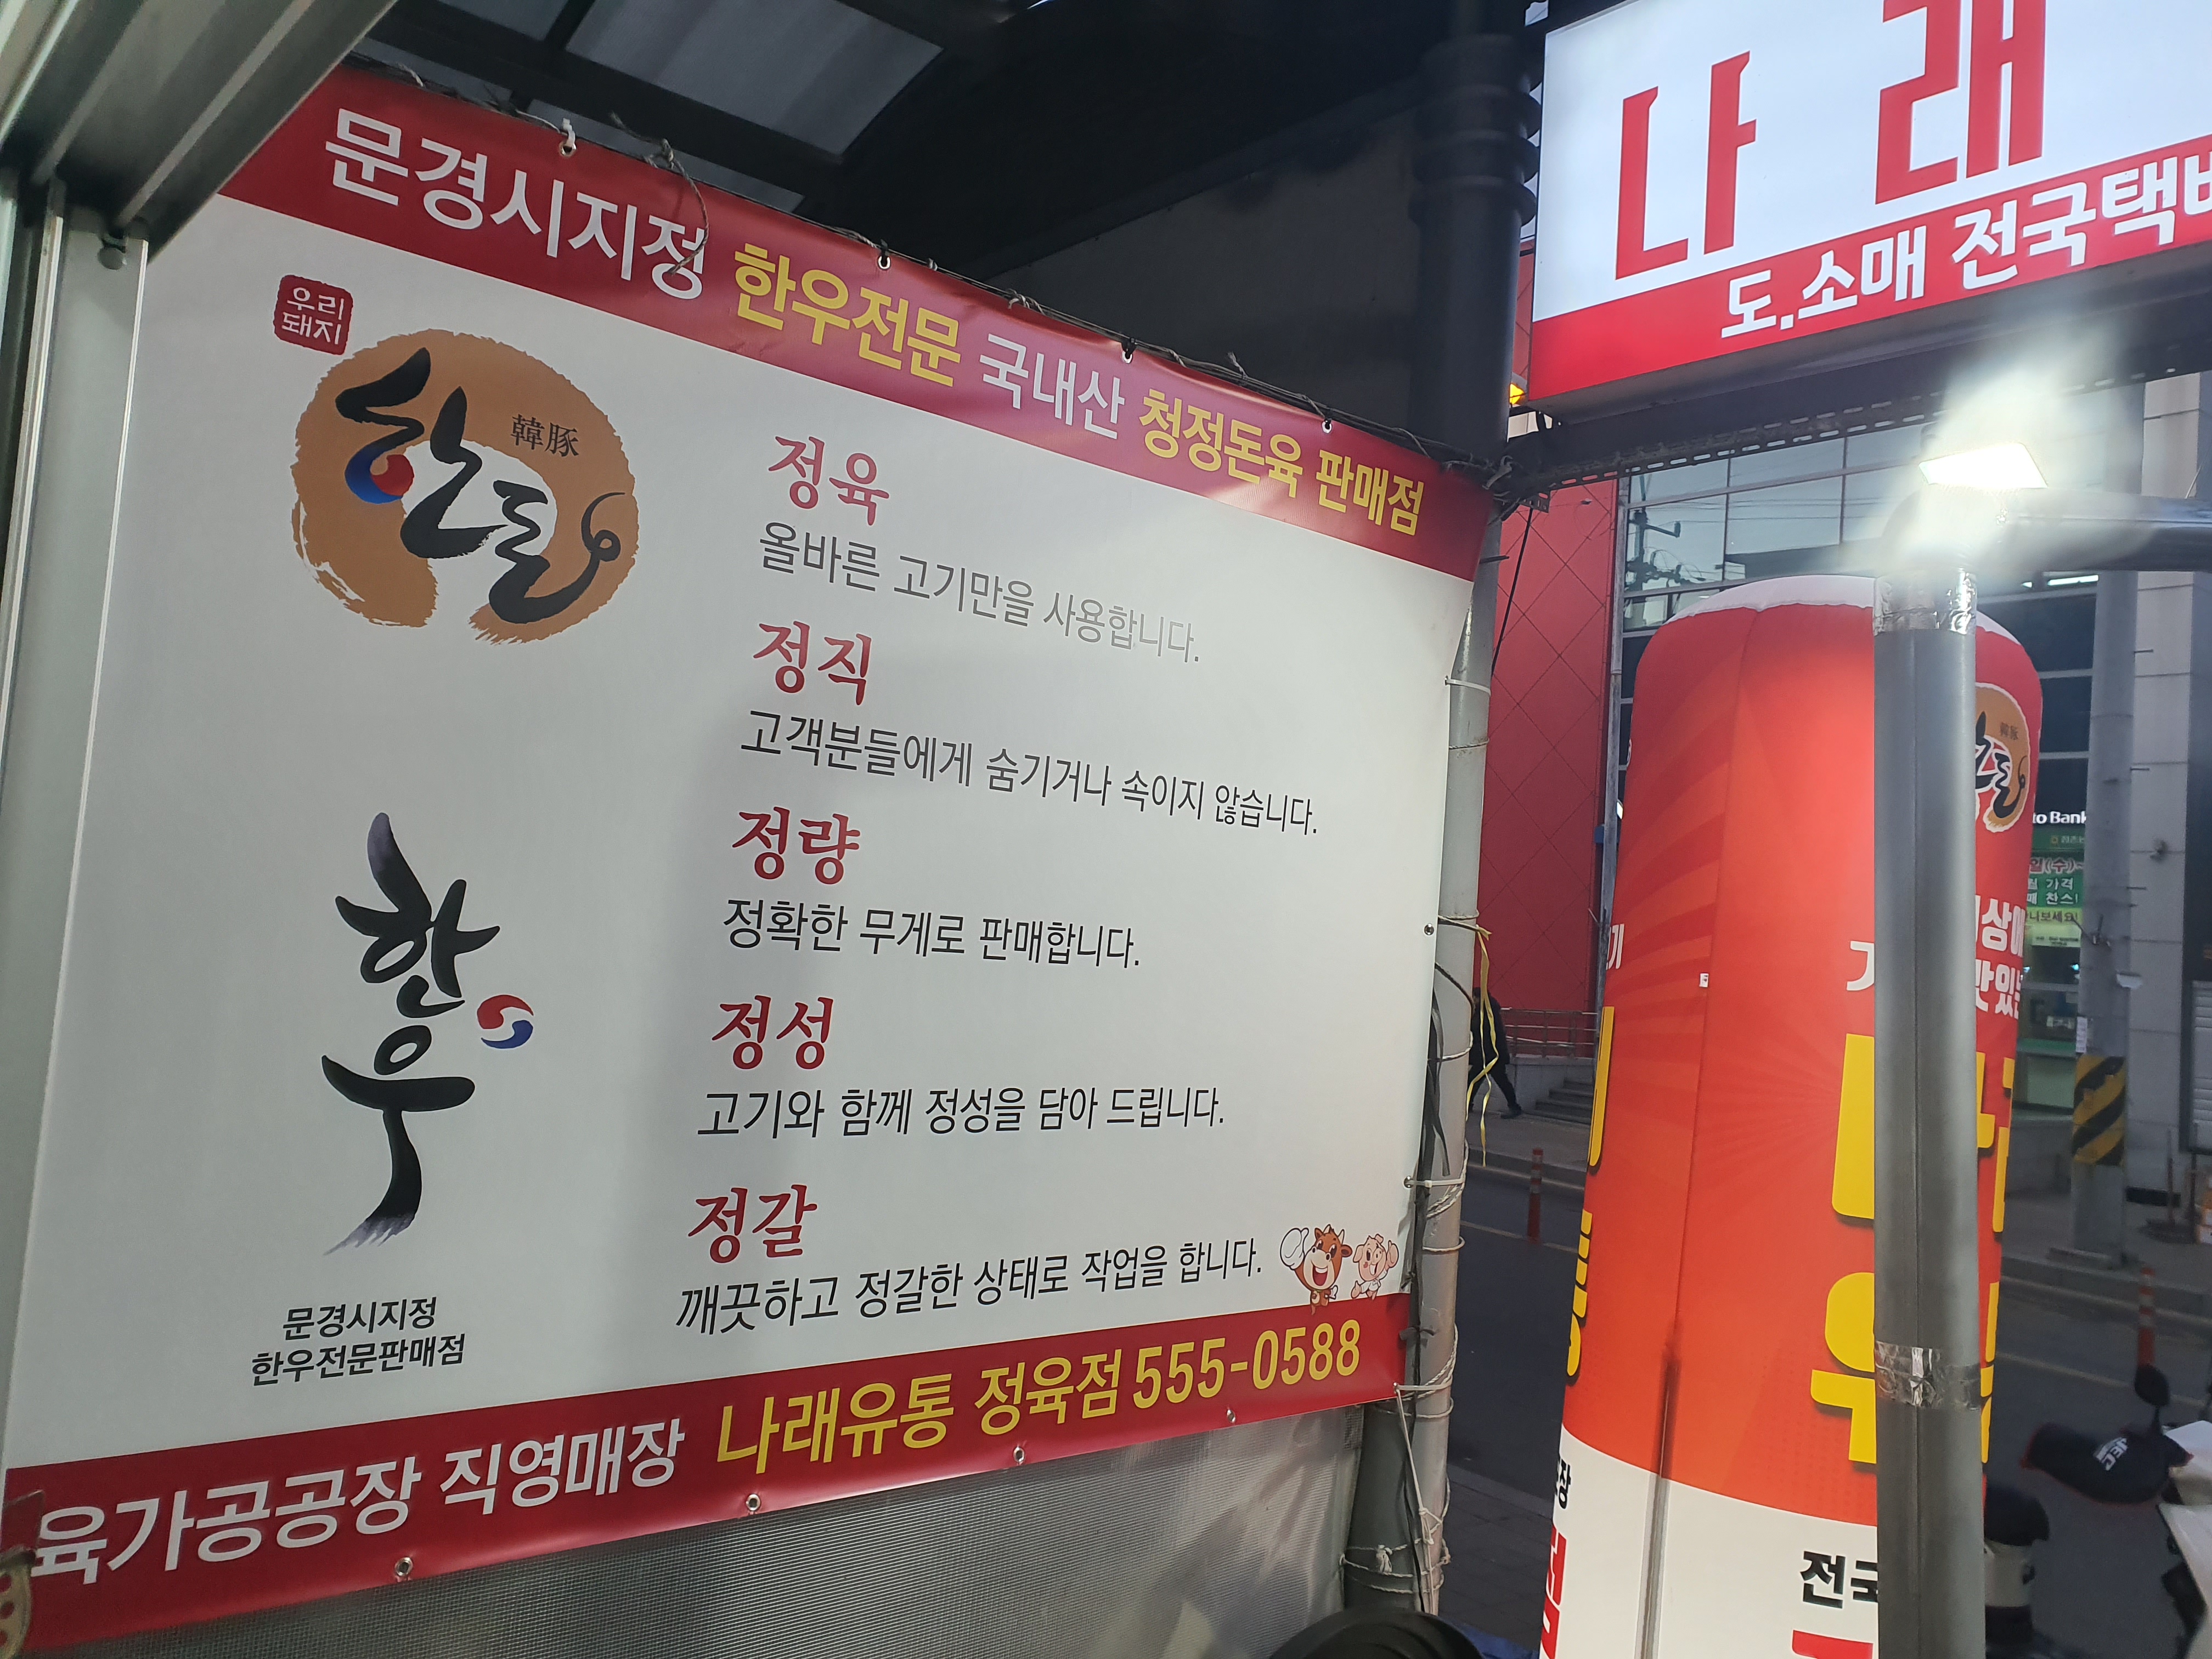 문경시지정 한우전문 국내산 청정돈육 판매점
우리
돼지
한돈
韓豚
정육
올바른 고기만을 사용합니다.
정직
고객분들에게 숨기거나 속이지 않습니다.
정량
정확한 무게로 판매합니다.
정성
고기와 함께 정성을 담아 드립니다.
정갈
깨끗하고 정갈한 상태로 작업을 합니다.
한우
문경시지정
한우전문판매점
육가공공장 직영매장 나래유통 정육점 555-0588
나래
도.소매 전국택배
韓豚
Bank
전국